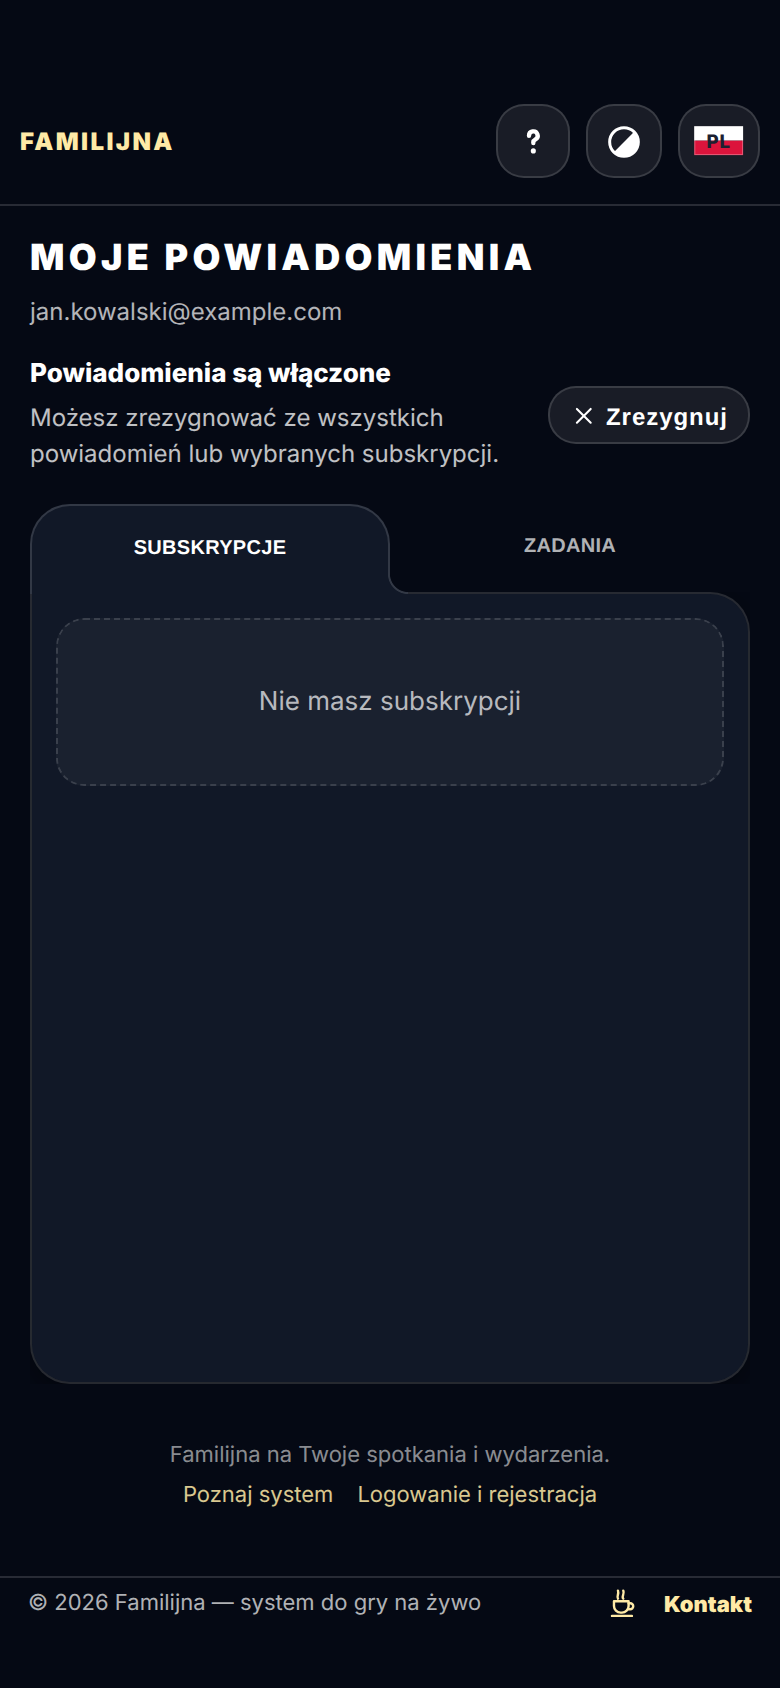 FAMILIJNA
?
PL
MOJE POWIADOMIENIA
jan.kowalski@example.com
Powiadomienia są włączone
Możesz zrezygnować ze wszystkich
powiadomień lub wybranych subskrypcji.
Zrezygnuj
SUBSKRYPCJE
ZADANIA
Nie masz subskrypcji
Familijna na Twoje spotkania i wydarzenia.
Poznaj system Logowanie i rejestracja
© 2026 Familijna — system do gry na żywo
Kontakt